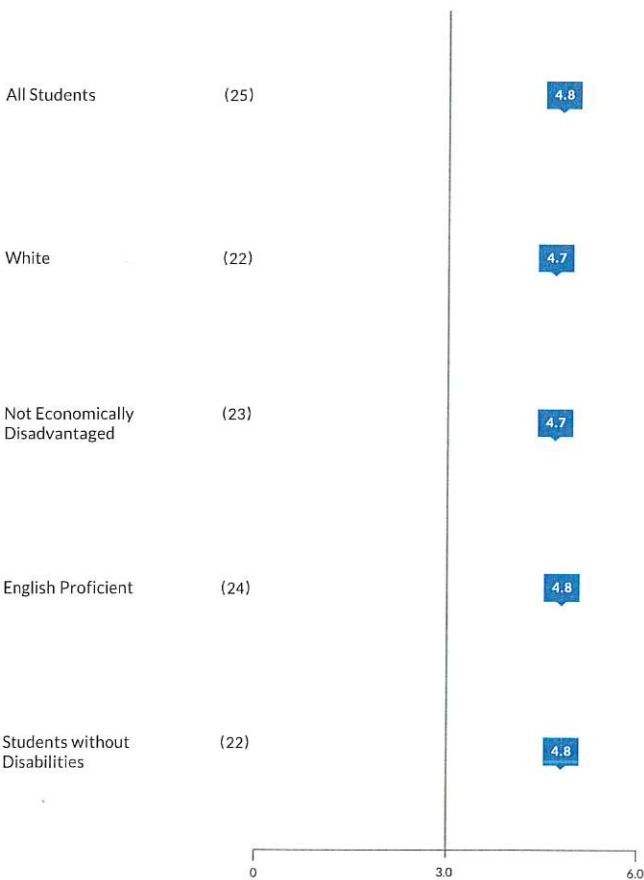 All Students (25) 4.8
White (22) 4.7
Not Economically (23) 4.7
Disadvantaged
English Proficient (24) 4.8
Students without (22) 4.8
Disabilities
0 3.0 6.0